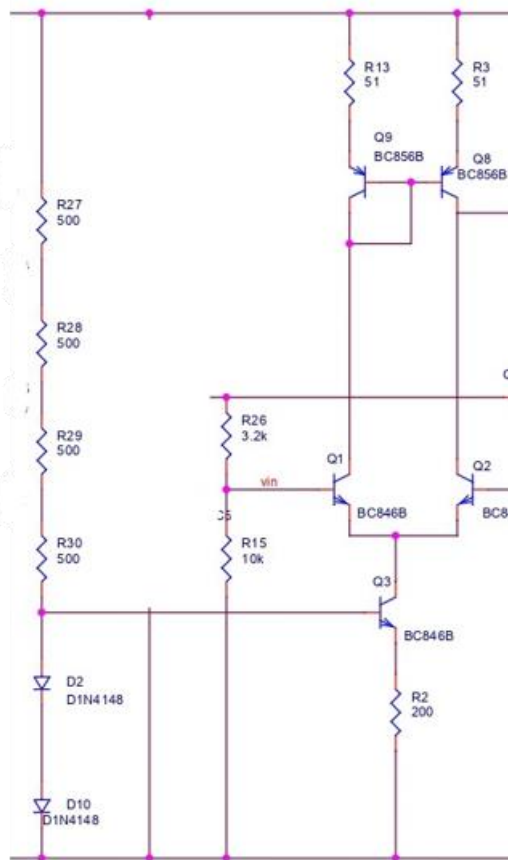 R13
51
R3
51
Q9
BC856B
Q8
BC856B
R27
500
R28
500
R26
3.2k
R29
500
Q1
Q2
vin
BC846B
BC8
R30
500
R15
10k
Q3
BC846B
D2
D1N4148
R2
200
D10
D1N4148